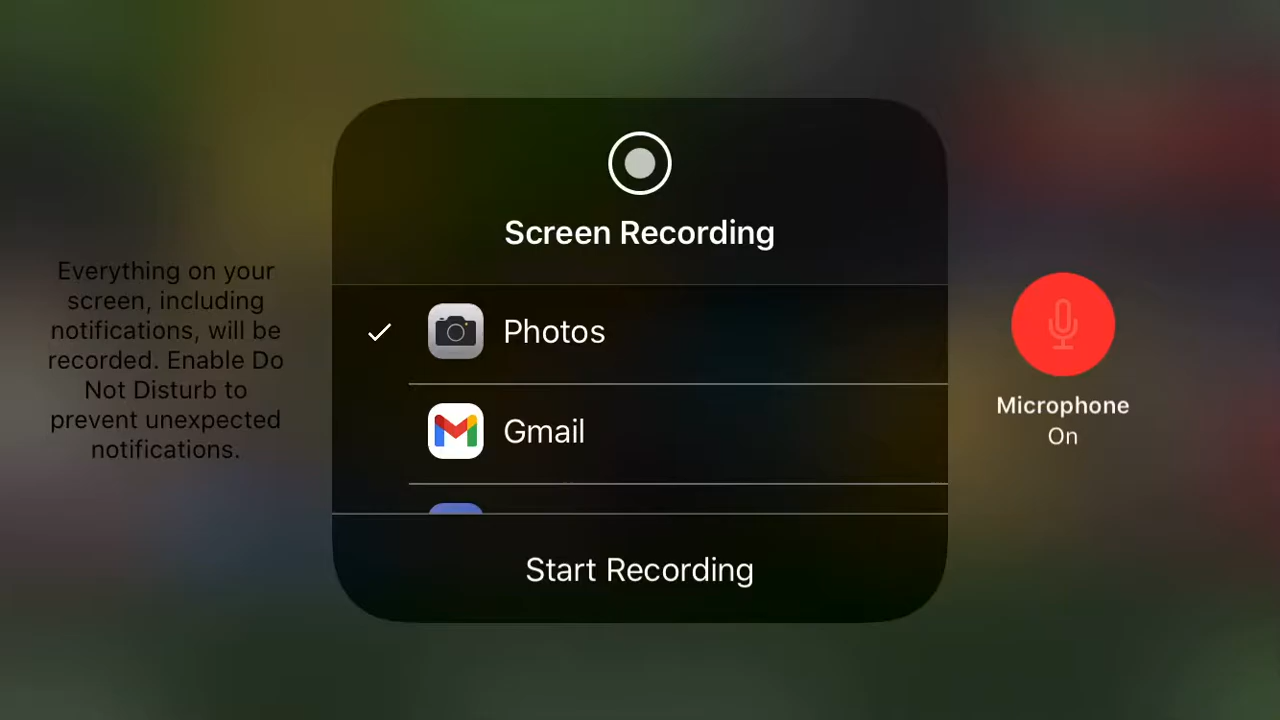 Screen Recording
Everything on your
screen, including
notifications, will be
recorded. Enable Do
Not Disturb to
prevent unexpected
notifications.
Photos
Gmail
Start Recording
Microphone
On